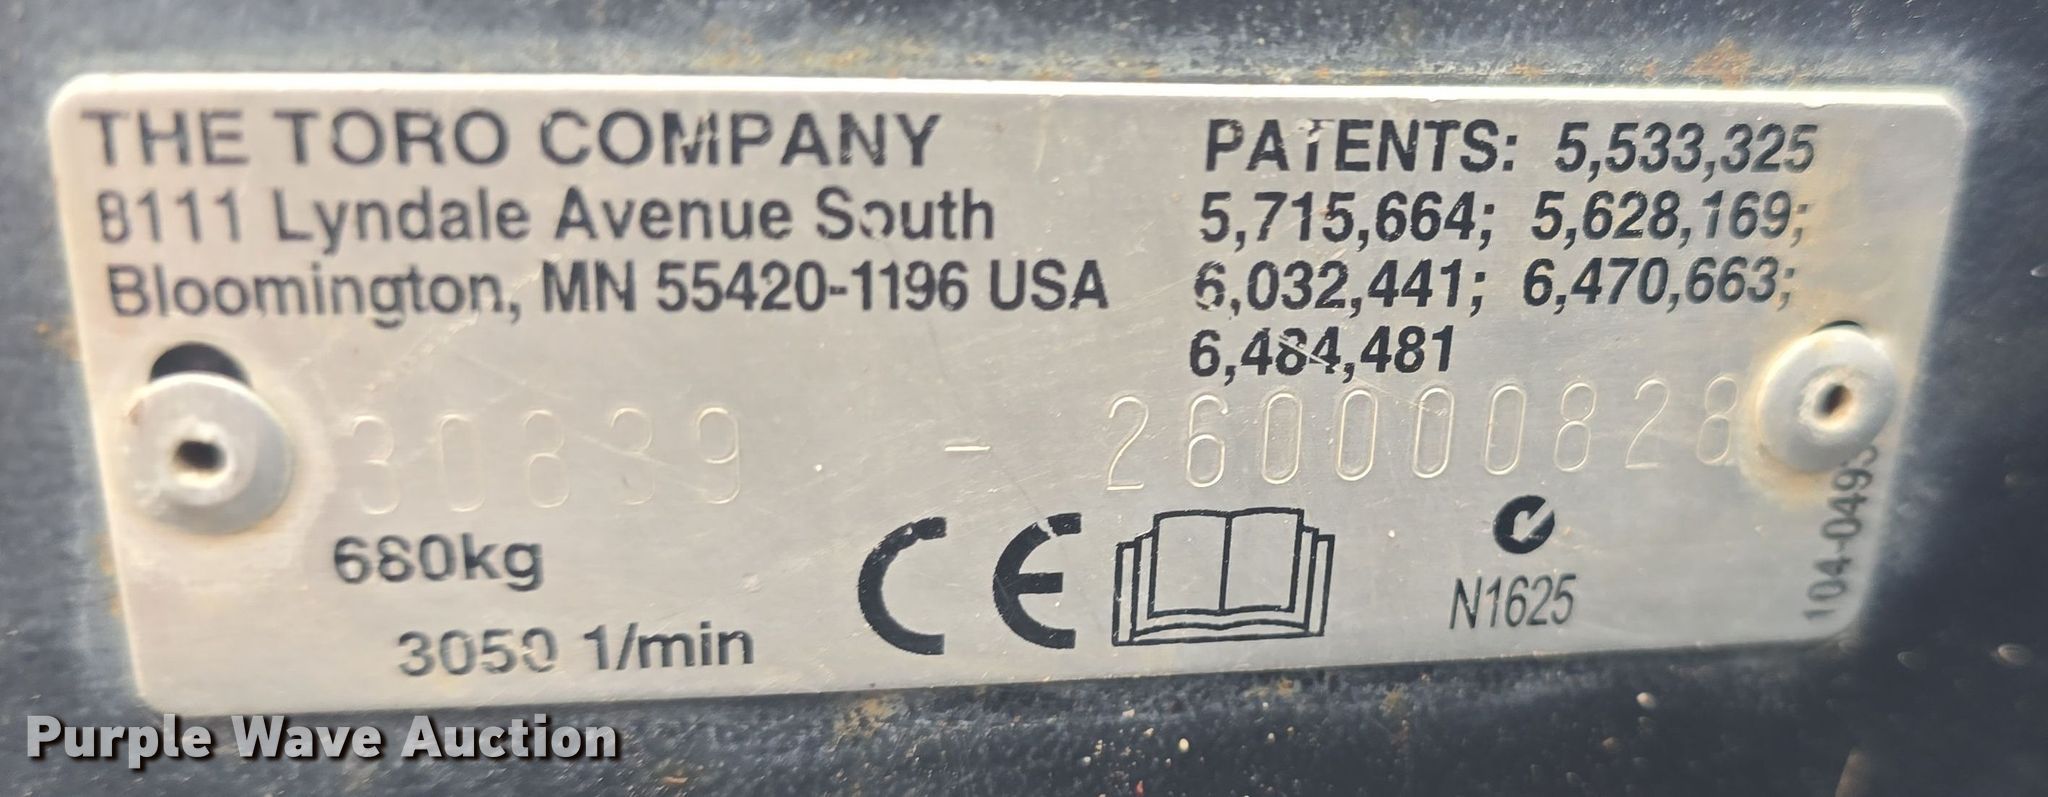 THE TORO COMPANY
8111 Lyndale Avenue South
Bloomington, MN 55420-1196 USA
PATENTS: 5,533,325
5,715,664; 5,628,169;
6,032,441; 6,470,663;
6,484,481
30839 - 260000828
680kg
3050 1/min
CE
N1625
Purple Wave Auction